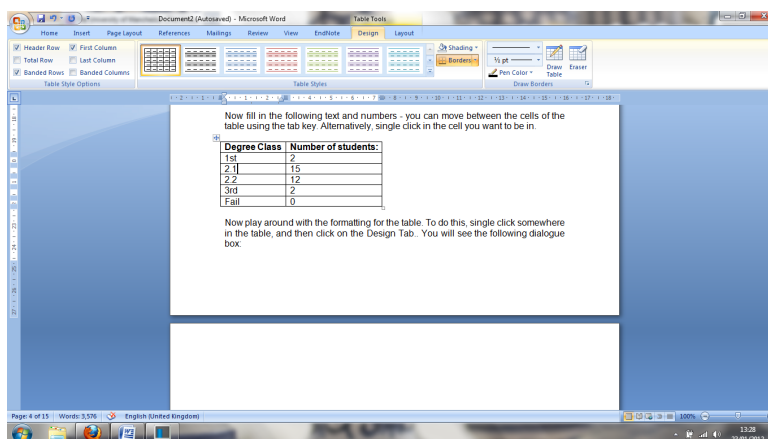 Document2 (Autosaved) - Microsoft Word
Table Tools
Home Insert Page Layout References Mailings Review View EndNote Design Layout
Header Row First Column
Total Row Last Column
Banded Rows Banded Columns
Table Style Options
Table Styles
Shading
Borders
½ pt
Pen Color
Draw Table
Eraser
Draw Borders
Now fill in the following text and numbers - you can move between the cells of the
table using the tab key. Alternatively, single click in the cell you want to be in.
Degree Class Number of students:
1st 2
2.1 15
2.2 12
3rd 2
Fail 0
Now play around with the formatting for the table. To do this, single click somewhere
in the table, and then click on the Design Tab.. You will see the following dialogue
box:
Page: 4 of 15 Words: 3,576 English (United Kingdom) 100%
13:28